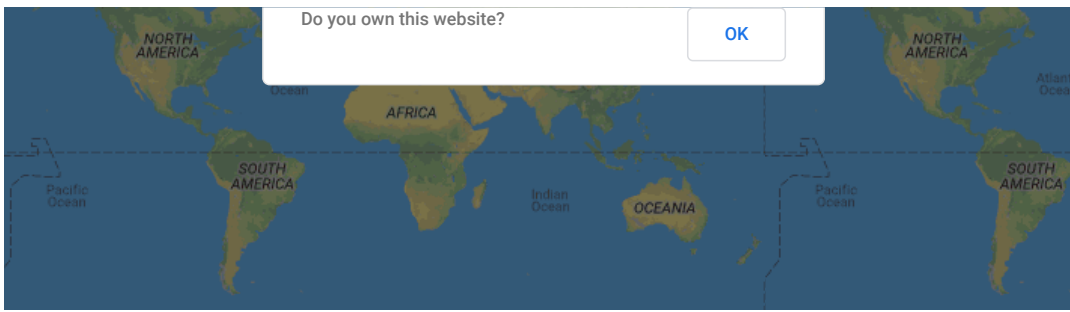 Do you own this website?
OK
NORTH
AMERICA
NORTH
AMERICA
Ocean
Atlant
Ocea
AFRICA
SOUTH
AMERICA
SOUTH
AMERICA
Pacific
Ocean
Indian
Ocean
OCEANIA
Pacific
Ocean